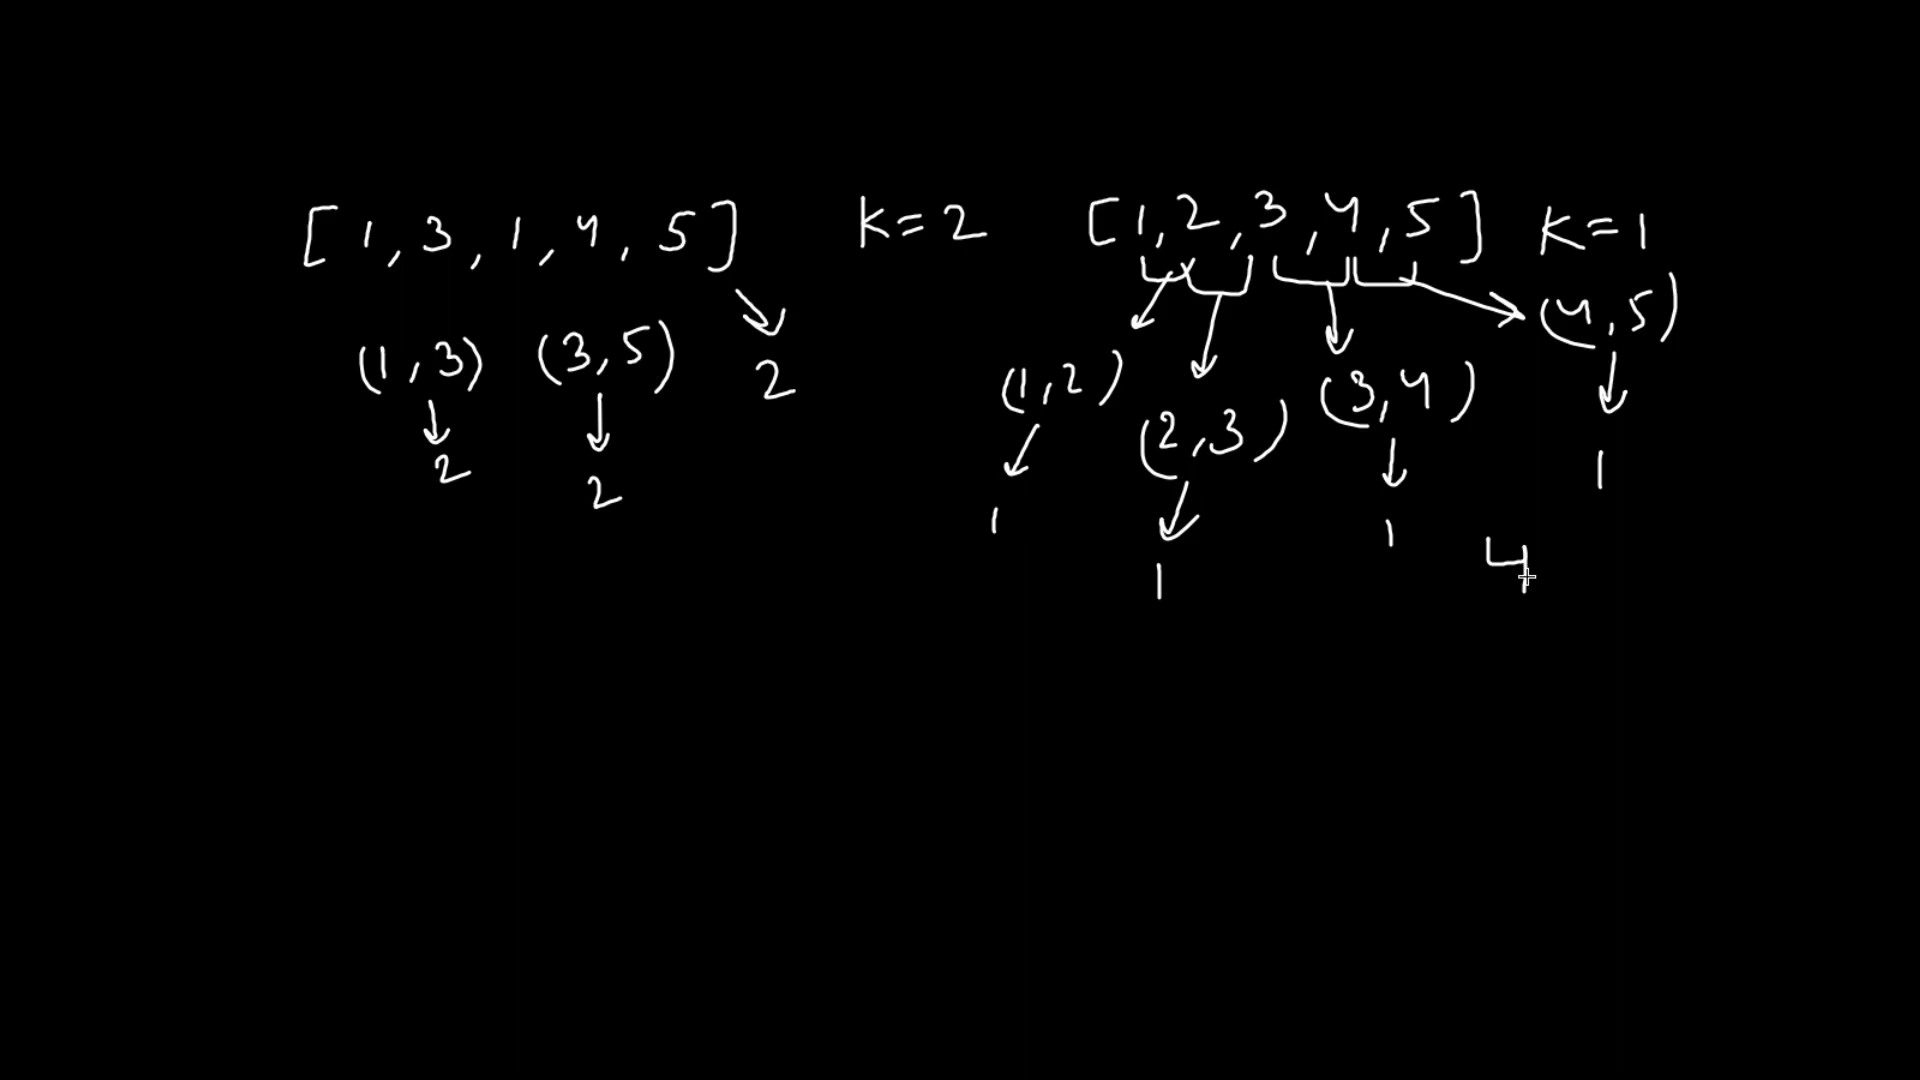 [1, 3, 1, 4, 5] k=2
(1, 3) (3, 5) 2
2 2
[1, 2, 3, 4, 5] k=1
(1, 2) (2, 3) (3, 4) (4, 5)
1 1 1 1
4